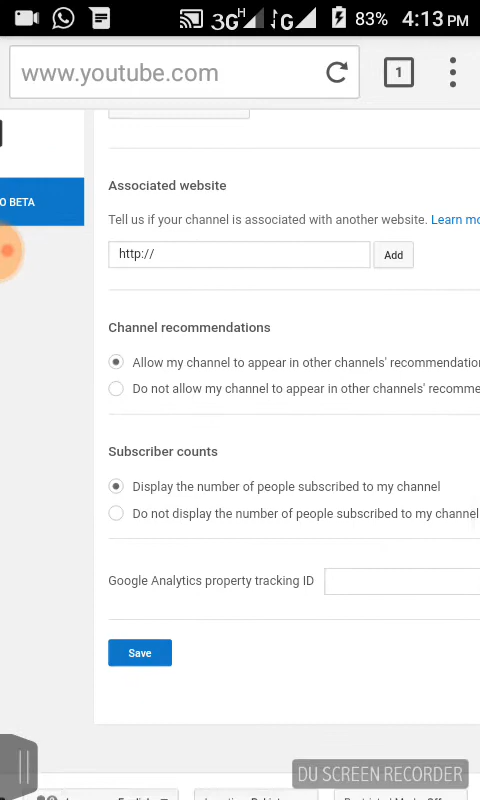 3G H G 83% 4:13 PM
www.youtube.com 1
O BETA
Associated website
Tell us if your channel is associated with another website. Learn mo
http:// Add
Channel recommendations
Allow my channel to appear in other channels' recommendation
Do not allow my channel to appear in other channels' recomme
Subscriber counts
Display the number of people subscribed to my channel
Do not display the number of people subscribed to my channel
Google Analytics property tracking ID
Save
DU SCREEN RECORDER